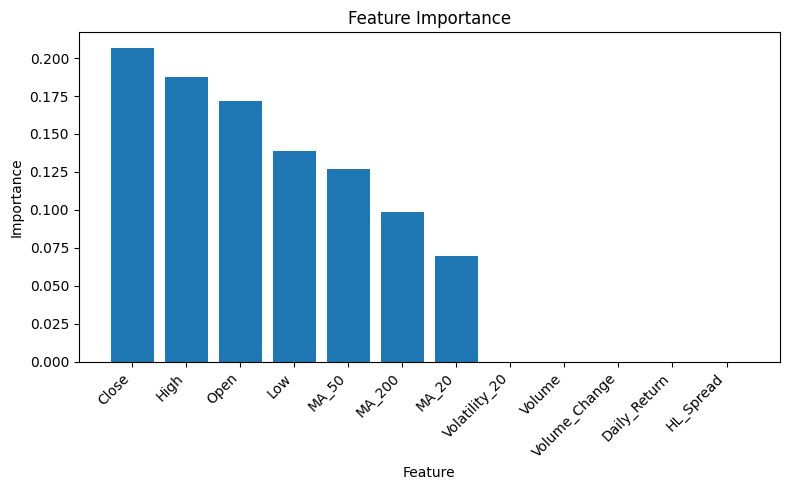 Feature Importance
Importance
0.200
0.175
0.150
0.125
0.100
0.075
0.050
0.025
0.000
Close
High
Open
Low
MA_50
MA_200
MA_20
Volatility_20
Volume
Volume_Change
Daily_Return
HL_Spread
Feature